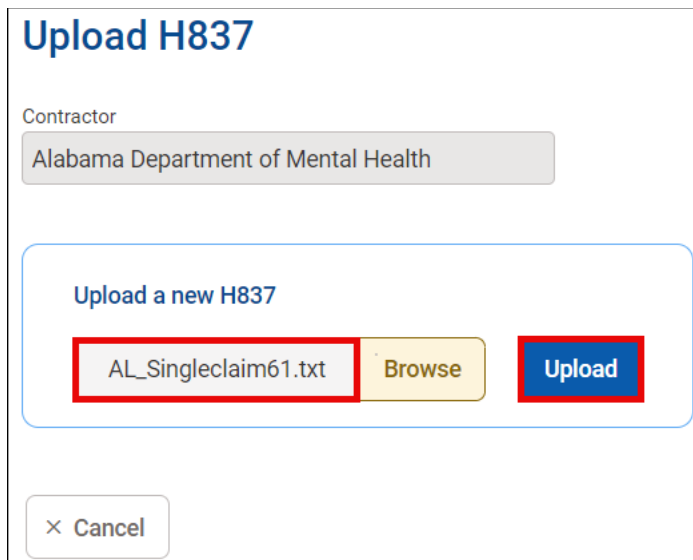 Upload H837
Contractor
Alabama Department of Mental Health
Upload a new H837
AL_Singleclaim61.txt Browse Upload
× Cancel